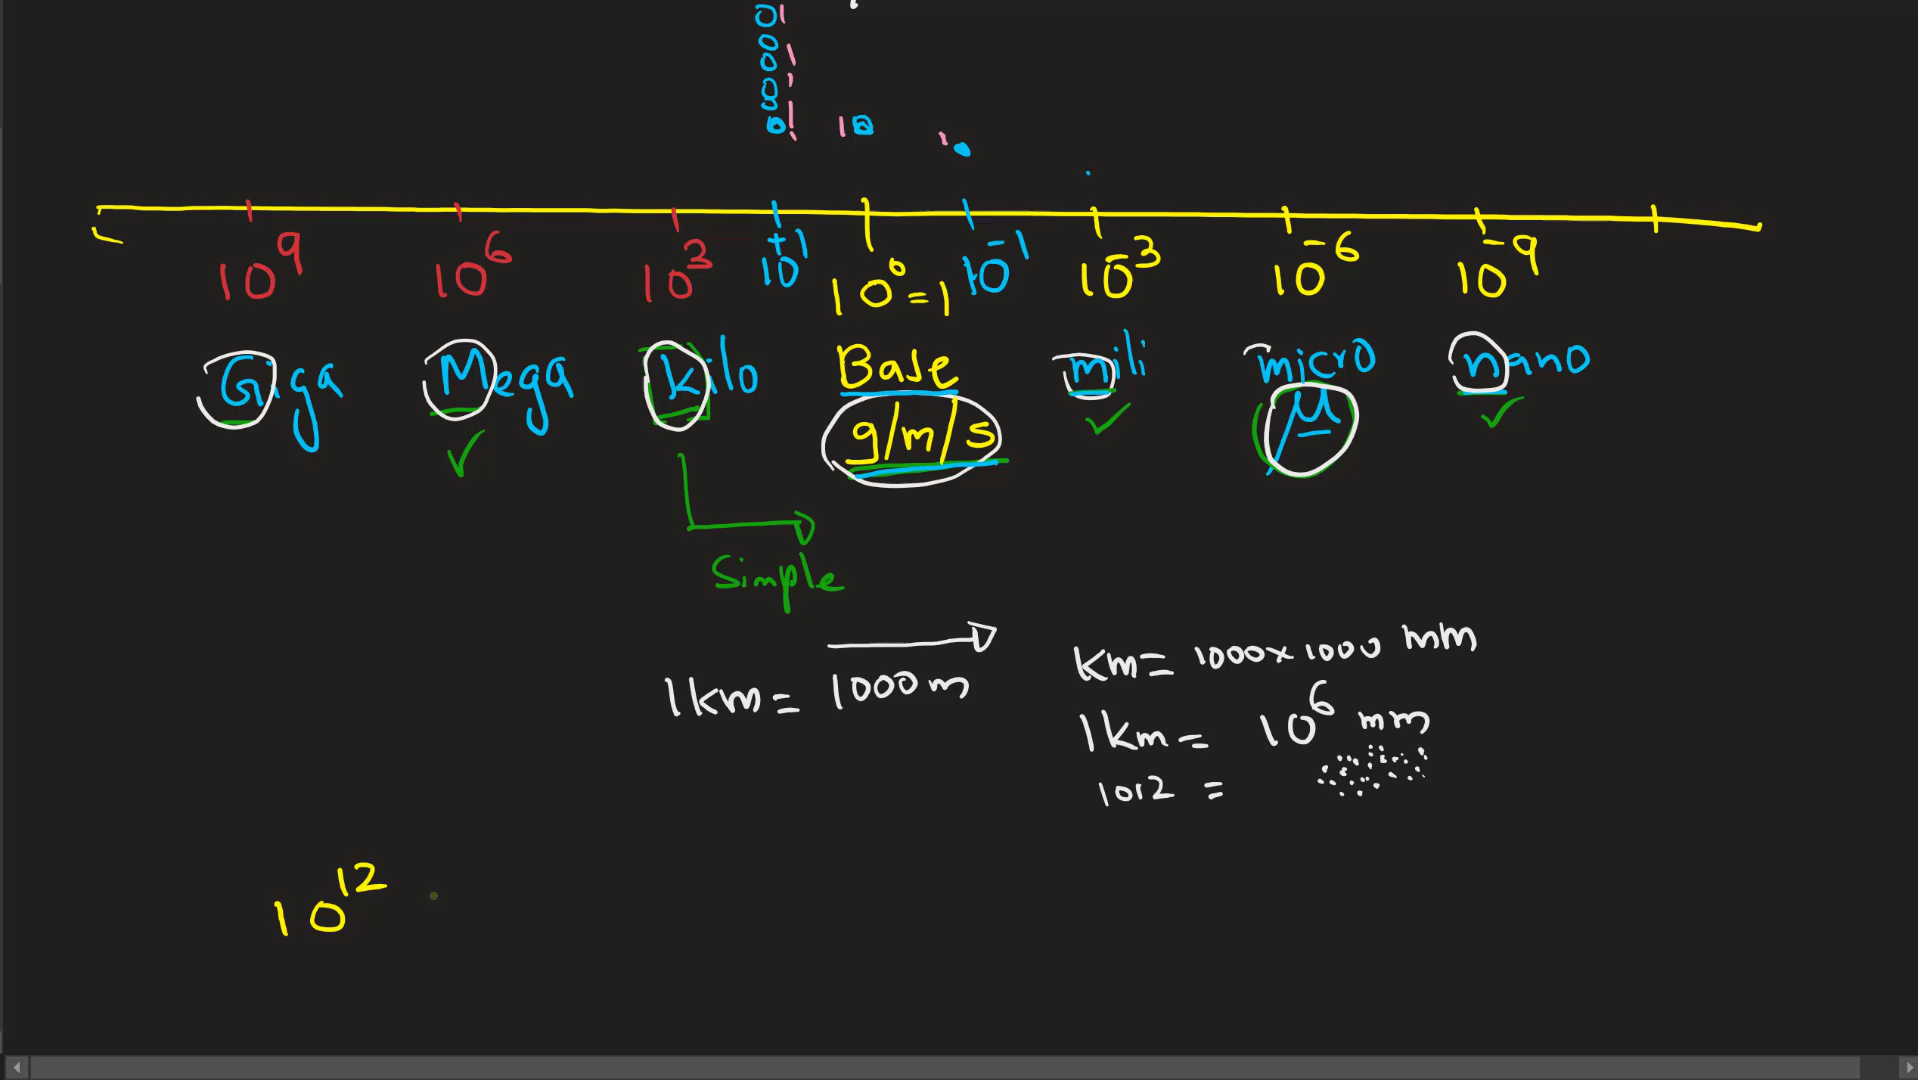 10⁹ 10⁶ 10³ 10⁺¹ 10⁰=1 10⁻¹ 10⁻³ 10⁻⁶ 10⁻⁹
Giga Mega kilo Base mili micro nano
g/m/s μ
Simple
1km= 1000m
km= 1000×1000 mm
1km= 10⁶ mm
1012 =
10¹²